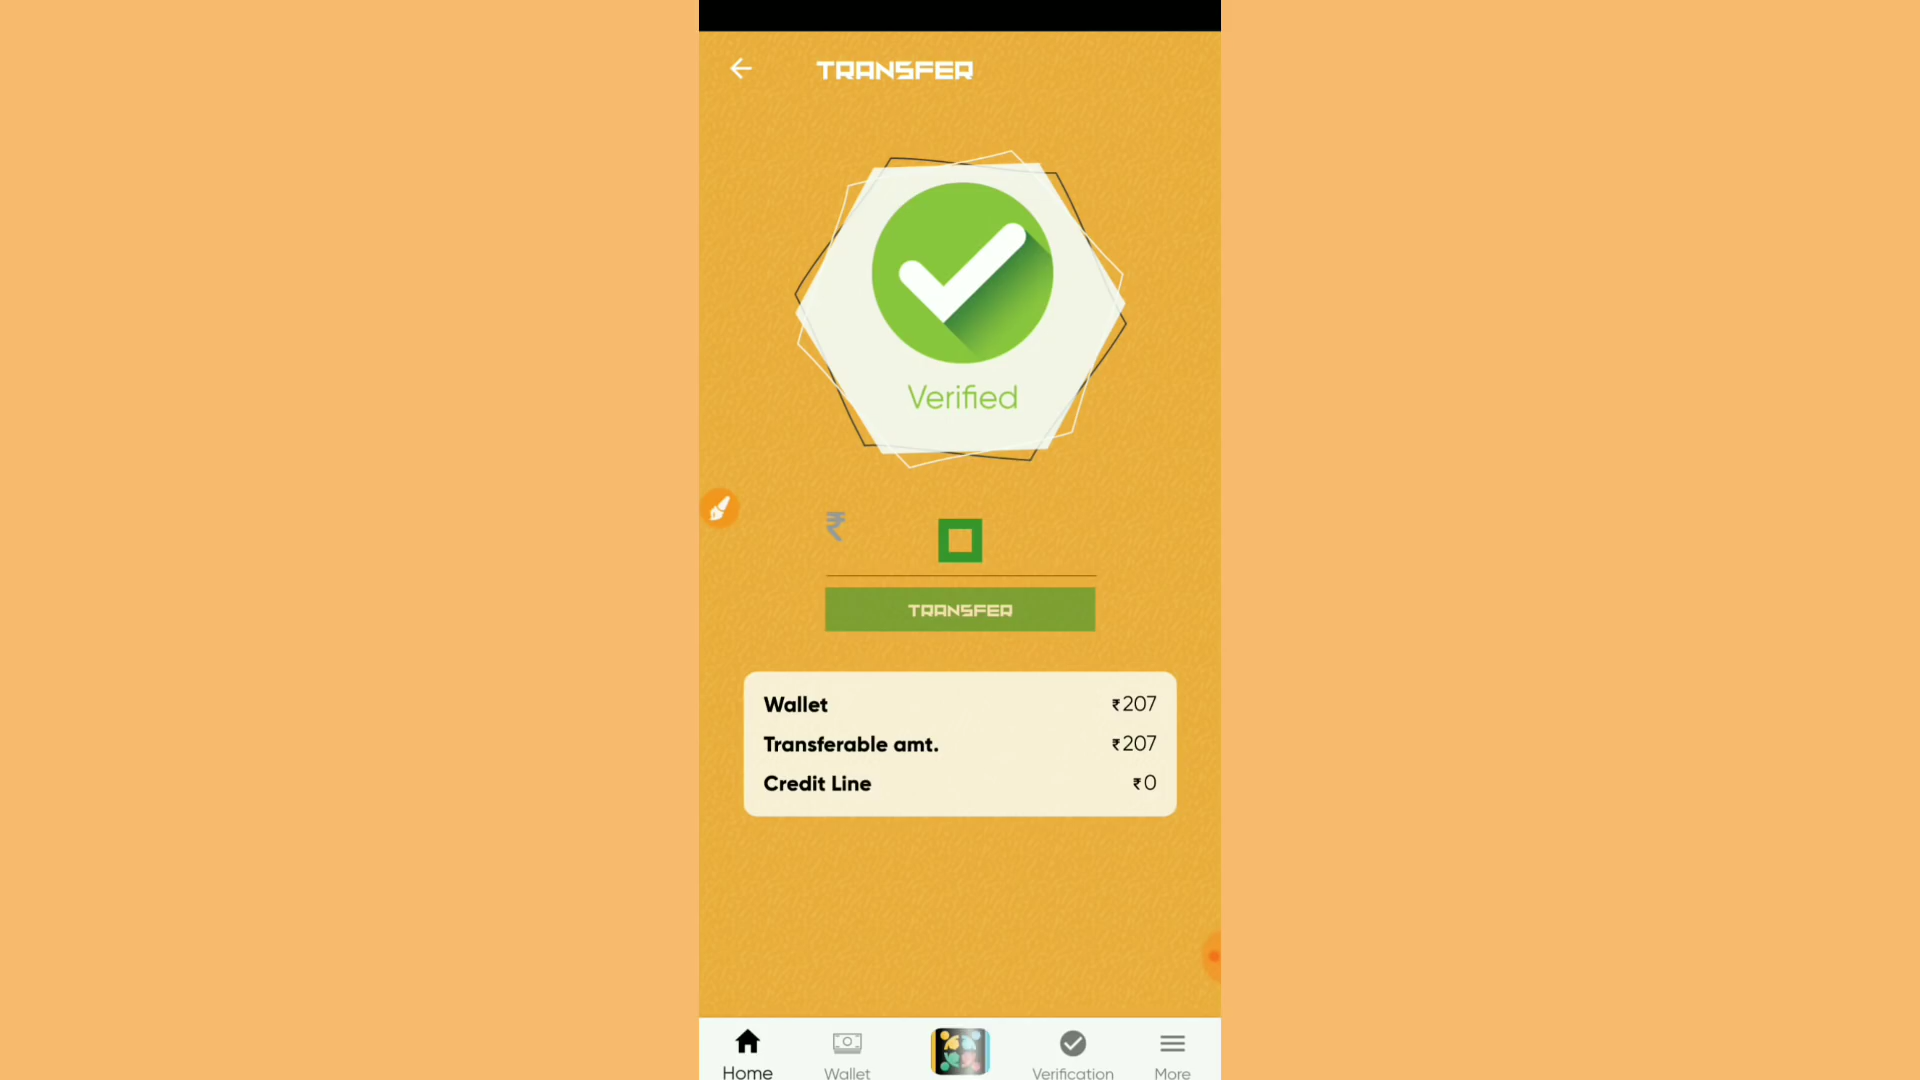 TRANSFER
Verified
₹
TRANSFER
Wallet ₹207
Transferable amt. ₹207
Credit Line ₹0
Home Wallet Verification More